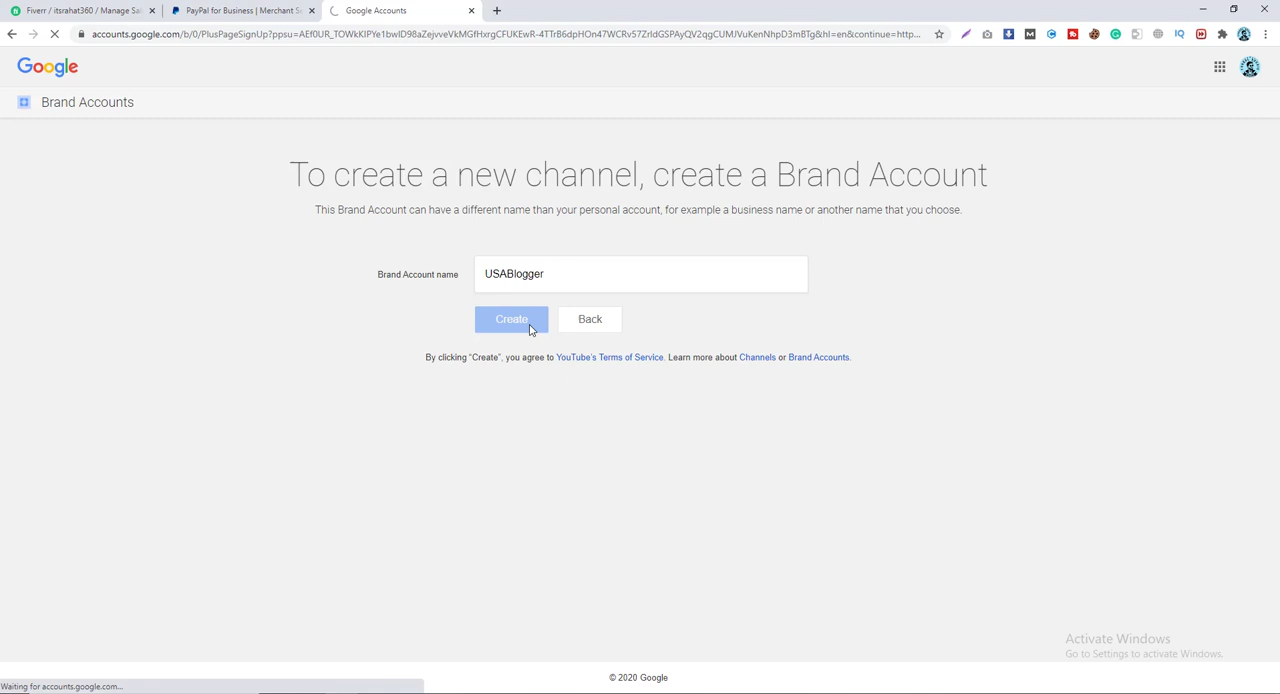 Fiverr / itsrahat360 / Manage Sal
PayPal for Business | Merchant Se
Google Accounts
accounts.google.com/b/0/PlusPageSignUp?ppsu=AEf0UR_TOWkKIPYe1bwlD98aZejvveVkMGfHxrgCFUKEwR-4TTrB6dpHOn47WCRv57ZrldGSPAyQV2qgCUMJVuKenNhpD3mBTg&hl=en&continue=http...
Google
Brand Accounts
To create a new channel, create a Brand Account
This Brand Account can have a different name than your personal account, for example a business name or another name that you choose.
Brand Account name
USABlogger
Create
Back
By clicking "Create", you agree to YouTube's Terms of Service. Learn more about Channels or Brand Accounts.
Activate Windows
Go to Settings to activate Windows.
© 2020 Google
Waiting for accounts.google.com...